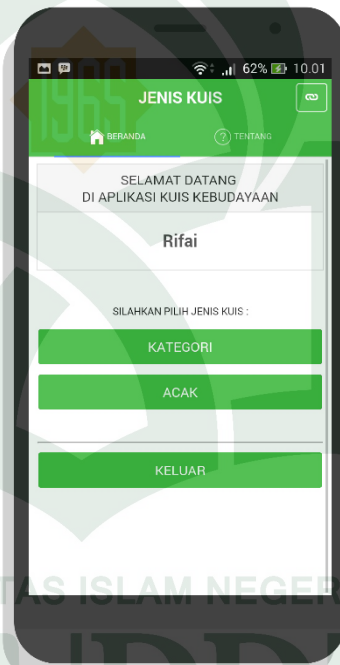 62% 10.01
JENIS KUIS
BERANDA
? TENTANG
SELAMAT DATANG
DI APLIKASI KUIS KEBUDAYAAN
Rifai
SILAHKAN PILIH JENIS KUIS :
KATEGORI
ACAK
KELUAR
TAS ISLAM NEGER